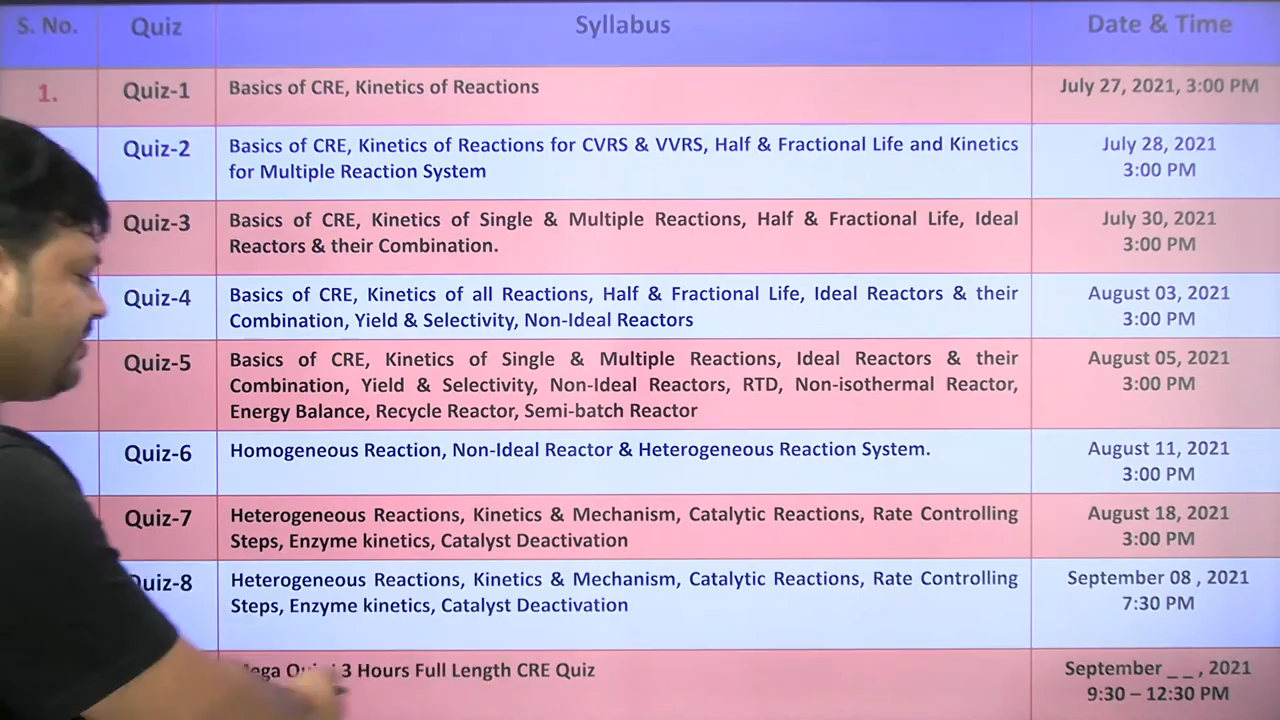 S. No. Quiz Syllabus Date & Time
1. Quiz-1 Basics of CRE, Kinetics of Reactions July 27, 2021, 3:00 PM
Quiz-2 Basics of CRE, Kinetics of Reactions for CVRS & VVRS, Half & Fractional Life and Kinetics July 28, 2021
for Multiple Reaction System 3:00 PM
Quiz-3 Basics of CRE, Kinetics of Single & Multiple Reactions, Half & Fractional Life, Ideal July 30, 2021
Reactors & their Combination. 3:00 PM
Quiz-4 Basics of CRE, Kinetics of all Reactions, Half & Fractional Life, Ideal Reactors & their August 03, 2021
Combination, Yield & Selectivity, Non-Ideal Reactors 3:00 PM
Quiz-5 Basics of CRE, Kinetics of Single & Multiple Reactions, Ideal Reactors & their August 05, 2021
Combination, Yield & Selectivity, Non-Ideal Reactors, RTD, Non-isothermal Reactor, 3:00 PM
Energy Balance, Recycle Reactor, Semi-batch Reactor
Quiz-6 Homogeneous Reaction, Non-Ideal Reactor & Heterogeneous Reaction System. August 11, 2021
3:00 PM
Quiz-7 Heterogeneous Reactions, Kinetics & Mechanism, Catalytic Reactions, Rate Controlling August 18, 2021
Steps, Enzyme kinetics, Catalyst Deactivation 3:00 PM
Quiz-8 Heterogeneous Reactions, Kinetics & Mechanism, Catalytic Reactions, Rate Controlling September 08 , 2021
Steps, Enzyme kinetics, Catalyst Deactivation 7:30 PM
3 Hours Full Length CRE Quiz September _ _ , 2021
9:30 – 12:30 PM